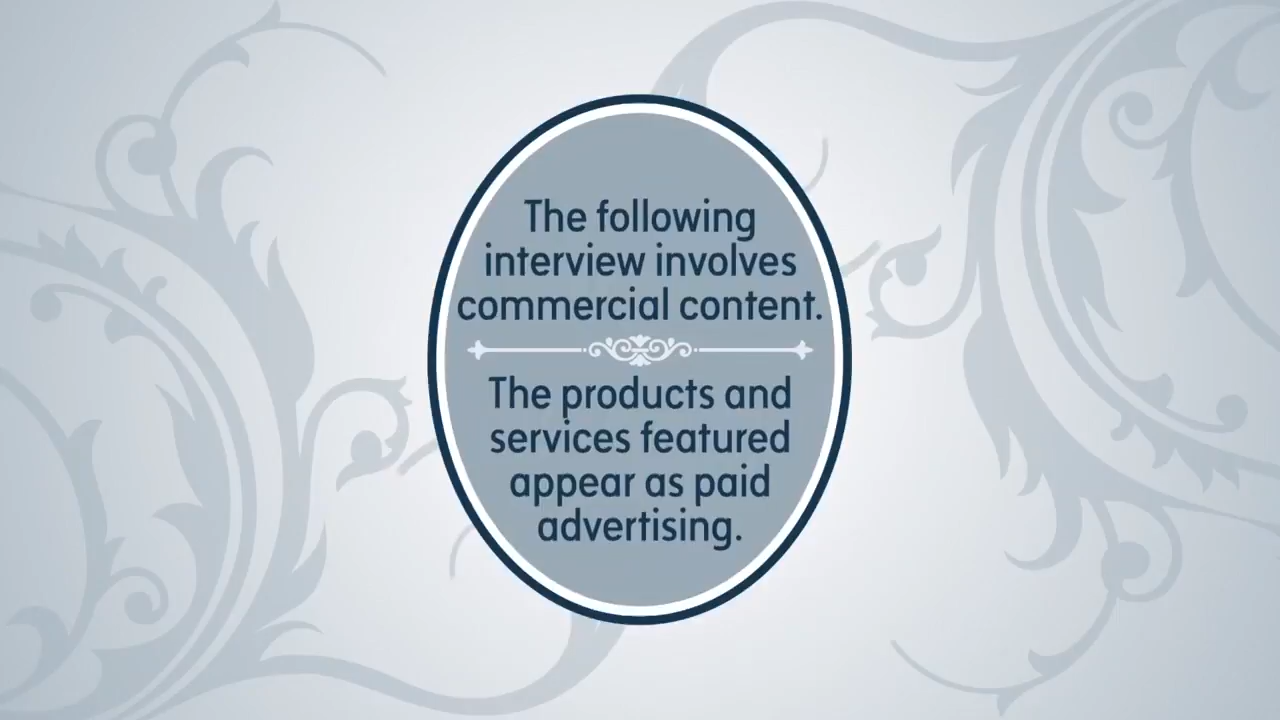 The following
interview involves
commercial content.
The products and
services featured
appear as paid
advertising.